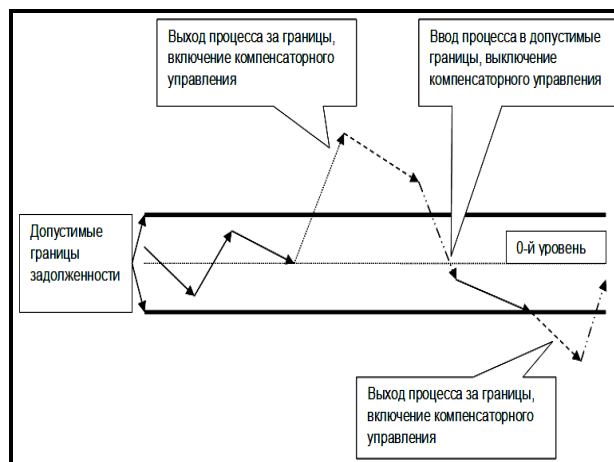 Выход процесса за границы,
включение компенсаторного
управления
Ввод процесса в допустимые
границы, выключение
компенсаторного управления
Допустимые
границы
задолженности
0-й уровень
Выход процесса за границы,
включение компенсаторного
управления